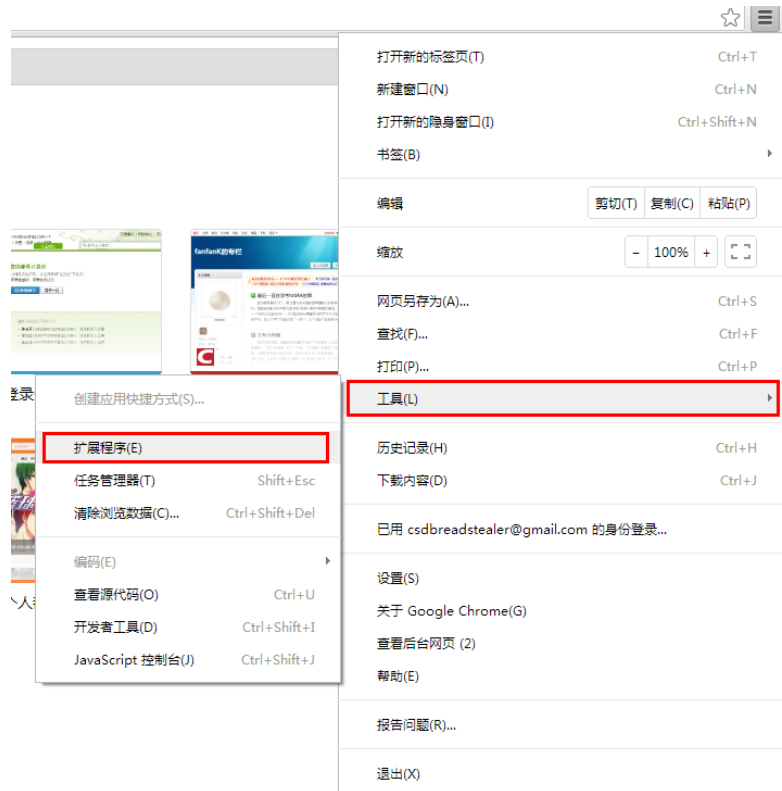 打开新的标签页(T) Ctrl+T
新建窗口(N) Ctrl+N
打开新的隐身窗口(I) Ctrl+Shift+N
书签(B)
编辑 剪切(T) 复制(C) 粘贴(P)
缩放 - 100% +
网页另存为(A)... Ctrl+S
查找(F)... Ctrl+F
打印(P)... Ctrl+P
工具(L)
历史记录(H) Ctrl+H
下载内容(D) Ctrl+J
已用 csdbreadstealer@gmail.com 的身份登录...
设置(S)
关于 Google Chrome(G)
查看后台网页 (2)
帮助(E)
报告问题(R)...
退出(X)
fanfanK的专栏
登录
创建应用快捷方式(S)...
扩展程序(E)
任务管理器(T) Shift+Esc
清除浏览数据(C)... Ctrl+Shift+Del
编码(E)
查看源代码(O) Ctrl+U
开发者工具(D) Ctrl+Shift+I
JavaScript 控制台(J) Ctrl+Shift+J